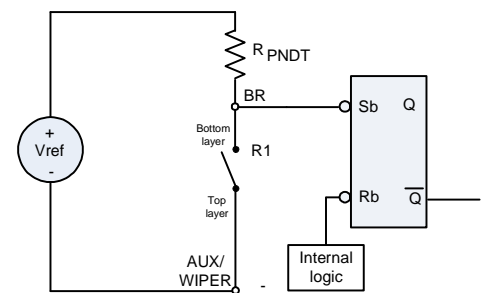 R PNDT
BR
+
Vref
-
Bottom
layer
R1
Top
layer
AUX/
WIPER
-
Sb
Q
Rb
Q
Internal
logic